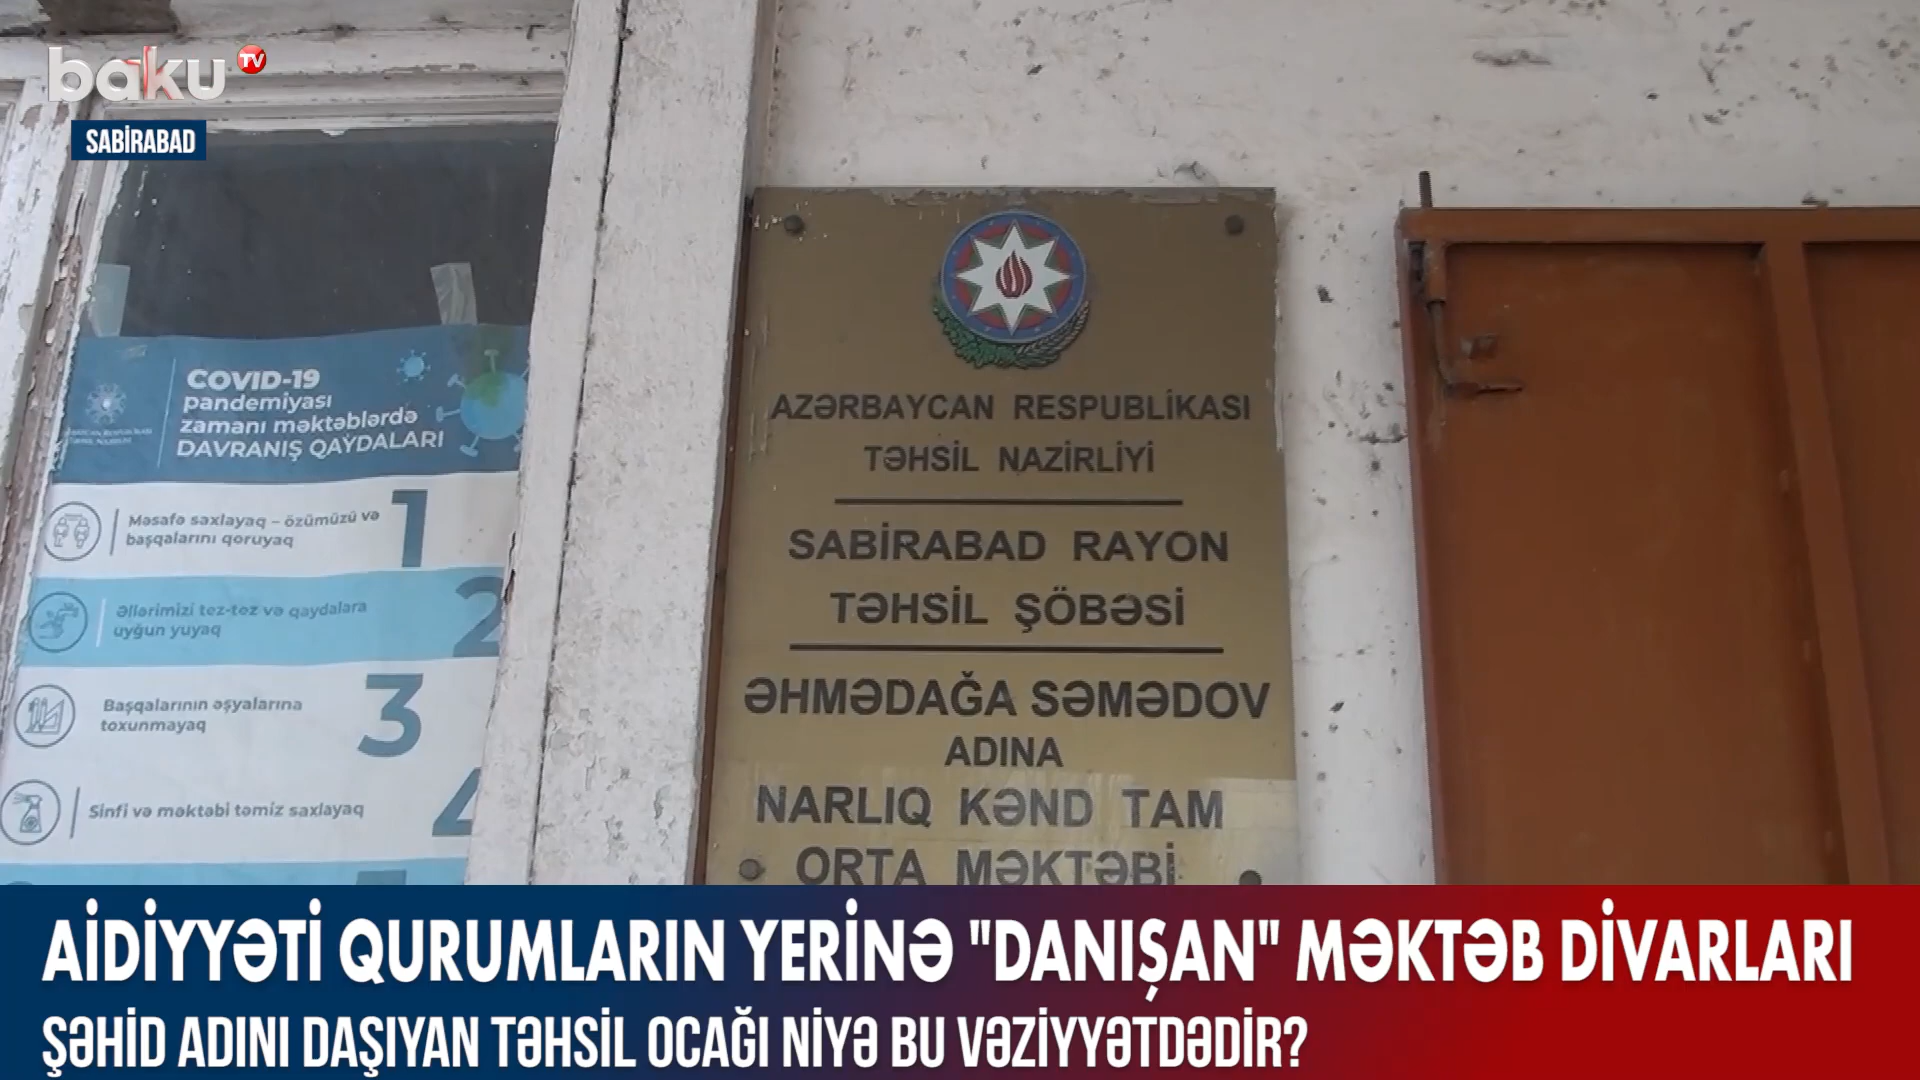 baku TV
SABİRABAD
COVID-19
pandemiyası
zamanı məktəblərdə
DAVRANIŞ QAYDALARI
Məsafə saxlayaq – özümüzü və
başqalarını qoruyaq
1
Əllərimizi tez-tez və qaydalara
uyğun yuyaq
2
Başqalarının əşyalarına
toxunmayaq
3
Sinfi və məktəbi təmiz saxlayaq
4
AZƏRBAYCAN RESPUBLİKASI
TƏHSİL NAZİRLİYİ
SABİRABAD RAYON
TƏHSİL ŞÖBƏSİ
ƏHMƏDAĞA SƏMƏDOV
ADINA
NARLIQ KƏND TAM
ORTA MƏKTƏBİ
AİDİYYƏTİ QURUMLARIN YERİNƏ "DANIŞAN" MƏKTƏB DİVARLARI
ŞƏHİD ADINI DAŞIYAN TƏHSİL OCAĞI NİYƏ BU VƏZİYYƏTDƏDİR?